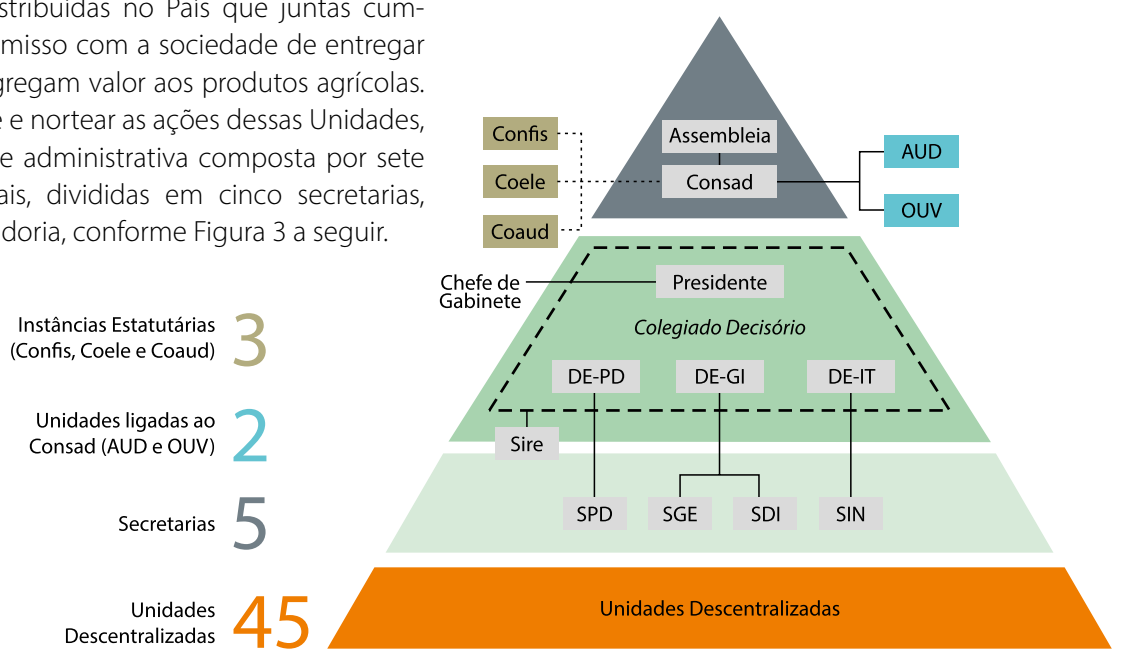 stribuídas no País que juntas cum-
misso com a sociedade de entregar
gregam valor aos produtos agrícolas.
e e nortear as ações dessas Unidades,
e administrativa composta por sete
ais, divididas em cinco secretarias,
doria, conforme Figura 3 a seguir.
Instâncias Estatutárias
(Confis, Coele e Coaud)
3
Unidades ligadas ao
Consad (AUD e OUV)
2
Secretarias
5
Unidades
Descentralizadas
45
Confis
Coele
Coaud
Assembleia
Consad
AUD
OUV
Chefe de
Gabinete
Presidente
Colegiado Decisório
DE-PD
DE-GI
DE-IT
Sire
SPD
SGE
SDI
SIN
Unidades Descentralizadas